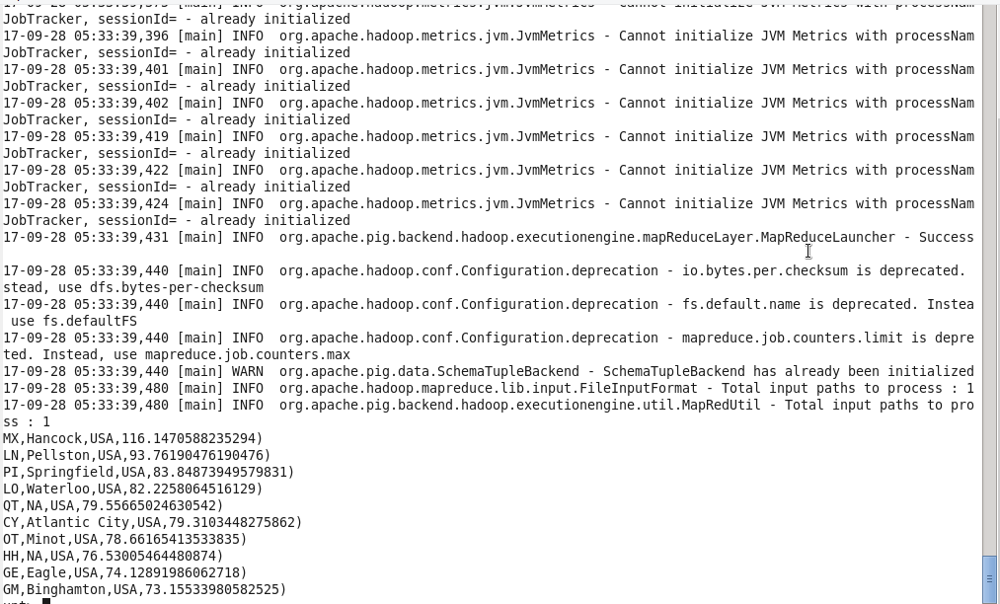 JobTracker, sessionId= - already initialized
17-09-28 05:33:39,396 [main] INFO  org.apache.hadoop.metrics.jvm.JvmMetrics - Cannot initialize JVM Metrics with processNam
JobTracker, sessionId= - already initialized
17-09-28 05:33:39,401 [main] INFO  org.apache.hadoop.metrics.jvm.JvmMetrics - Cannot initialize JVM Metrics with processNam
JobTracker, sessionId= - already initialized
17-09-28 05:33:39,402 [main] INFO  org.apache.hadoop.metrics.jvm.JvmMetrics - Cannot initialize JVM Metrics with processNam
JobTracker, sessionId= - already initialized
17-09-28 05:33:39,419 [main] INFO  org.apache.hadoop.metrics.jvm.JvmMetrics - Cannot initialize JVM Metrics with processNam
JobTracker, sessionId= - already initialized
17-09-28 05:33:39,422 [main] INFO  org.apache.hadoop.metrics.jvm.JvmMetrics - Cannot initialize JVM Metrics with processNam
JobTracker, sessionId= - already initialized
17-09-28 05:33:39,424 [main] INFO  org.apache.hadoop.metrics.jvm.JvmMetrics - Cannot initialize JVM Metrics with processNam
JobTracker, sessionId= - already initialized
17-09-28 05:33:39,431 [main] INFO  org.apache.pig.backend.hadoop.executionengine.mapReduceLayer.MapReduceLauncher - Success
17-09-28 05:33:39,440 [main] INFO  org.apache.hadoop.conf.Configuration.deprecation - io.bytes.per.checksum is deprecated.
stead, use dfs.bytes-per-checksum
17-09-28 05:33:39,440 [main] INFO  org.apache.hadoop.conf.Configuration.deprecation - fs.default.name is deprecated. Instea
use fs.defaultFS
17-09-28 05:33:39,440 [main] INFO  org.apache.hadoop.conf.Configuration.deprecation - mapreduce.job.counters.limit is depre
ted. Instead, use mapreduce.job.counters.max
17-09-28 05:33:39,440 [main] WARN  org.apache.pig.data.SchemaTupleBackend - SchemaTupleBackend has already been initialized
17-09-28 05:33:39,480 [main] INFO  org.apache.hadoop.mapreduce.lib.input.FileInputFormat - Total input paths to process : 1
17-09-28 05:33:39,480 [main] INFO  org.apache.pig.backend.hadoop.executionengine.util.MapRedUtil - Total input paths to pro
ss : 1
MX,Hancock,USA,116.1470588235294)
LN,Pellston,USA,93.76190476190476)
PI,Springfield,USA,83.84873949579831)
LO,Waterloo,USA,82.2258064516129)
QT,NA,USA,79.55665024630542)
CY,Atlantic City,USA,79.3103448275862)
OT,Minot,USA,78.66165413533835)
HH,NA,USA,76.53005464480874)
GE,Eagle,USA,74.12891986062718)
GM,Binghamton,USA,73.15533980582525)